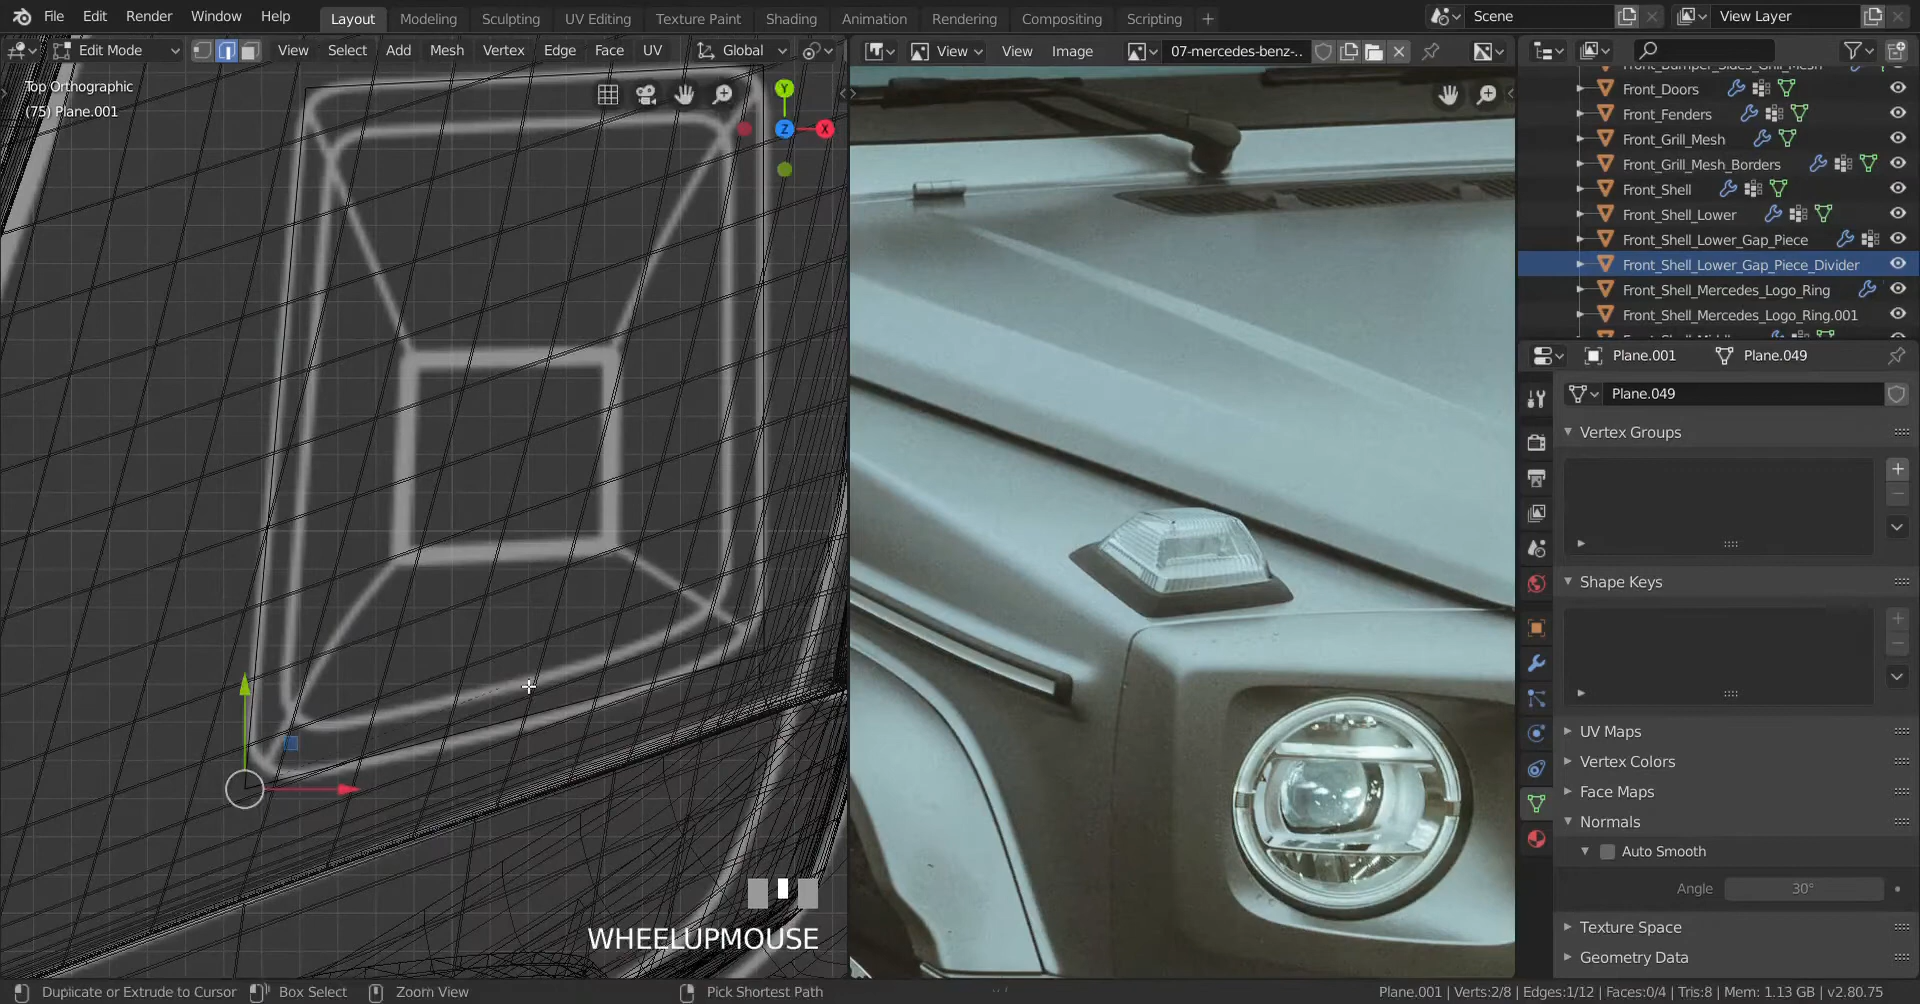 File Edit Render Window Help Layout Modeling Sculpting UV Editing Texture Paint Shading Animation Rendering Compositing Scripting + Scene View Layer
Edit Mode View Select Add Mesh Vertex Edge Face UV Global View View Image 07-mercedes-benz-..
Top Orthographic
(75) Plane.001
Y
Z
X
Front_Bumper_Sides_Grill_Mesh
Front_Doors
Front_Fenders
Front_Grill_Mesh
Front_Grill_Mesh_Borders
Front_Shell
Front_Shell_Lower
Front_Shell_Lower_Gap_Piece
Front_Shell_Lower_Gap_Piece_Divider
Front_Shell_Mercedes_Logo_Ring
Front_Shell_Mercedes_Logo_Ring.001
Plane.001 Plane.049
Plane.049
Vertex Groups
Shape Keys
UV Maps
Vertex Colors
Face Maps
Normals
Auto Smooth
Angle 30°
Texture Space
Geometry Data
WHEELUPMOUSE
Duplicate or Extrude to Cursor Box Select Zoom View Pick Shortest Path Plane.001 | Verts:2/8 | Edges:1/12 | Faces:0/4 | Tris:8 | Mem: 1.13 GB | v2.80.75